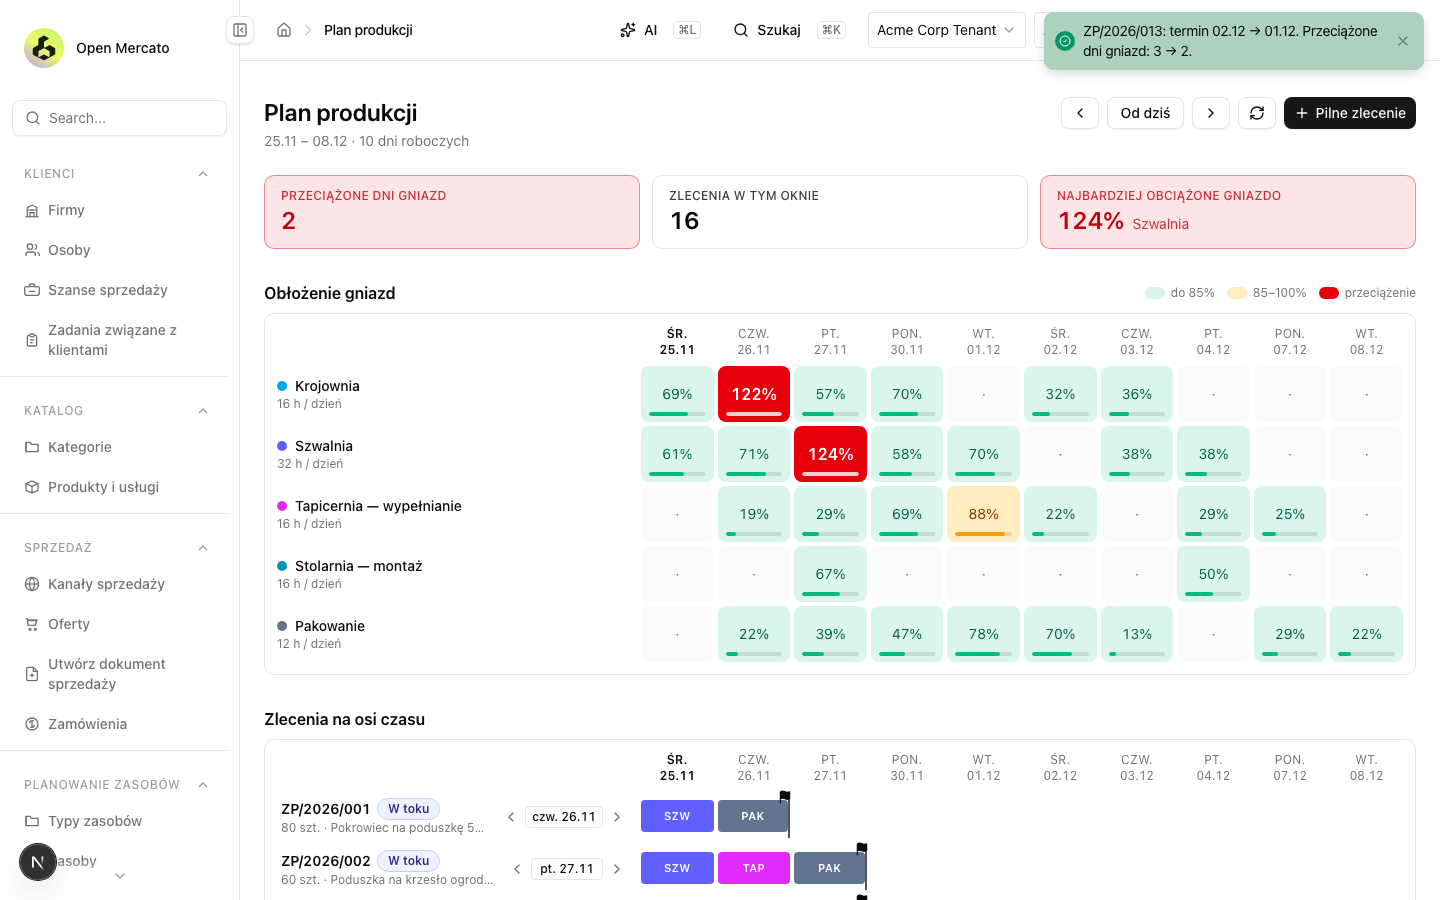 Open Mercato
Plan produkcji
AI ⌘L
Szukaj ⌘K
Acme Corp Tenant
ZP/2026/013: termin 02.12 → 01.12. Przeciążone
dni gniazd: 3 → 2.
Search...
KLIENCI
Firmy
Osoby
Szanse sprzedaży
Zadania związane z
klientami
KATALOG
Kategorie
Produkty i usługi
SPRZEDAŻ
Kanały sprzedaży
Oferty
Utwórz dokument
sprzedaży
Zamówienia
PLANOWANIE ZASOBÓW
Typy zasobów
N
asoby
Plan produkcji
25.11 – 08.12 · 10 dni roboczych
Od dziś
Pilne zlecenie
PRZECIĄŻONE DNI GNIAZD
2
ZLECENIA W TYM OKNIE
16
NAJBARDZIEJ OBCIĄŻONE GNIAZDO
124% Szwalnia
Obłożenie gniazd
do 85% 85–100% przeciążenie
ŚR. CZW. PT. PON. WT. ŚR. CZW. PT. PON. WT.
25.11 26.11 27.11 30.11 01.12 02.12 03.12 04.12 07.12 08.12
Krojownia
16 h / dzień
69% 122% 57% 70% · 32% 36% · · ·
Szwalnia
32 h / dzień
61% 71% 124% 58% 70% · 38% 38% · ·
Tapicernia — wypełnianie
16 h / dzień
· 19% 29% 69% 88% 22% · 29% 25% ·
Stolarnia — montaż
16 h / dzień
· · 67% · · · · 50% · ·
Pakowanie
12 h / dzień
· 22% 39% 47% 78% 70% 13% · 29% 22%
Zlecenia na osi czasu
ŚR. CZW. PT. PON. WT. ŚR. CZW. PT. PON. WT.
25.11 26.11 27.11 30.11 01.12 02.12 03.12 04.12 07.12 08.12
ZP/2026/001 W toku
80 szt. · Pokrowiec na poduszkę 5...
czw. 26.11
SZW PAK
ZP/2026/002 W toku
60 szt. · Poduszka na krzesło ogrod...
pt. 27.11
SZW TAP PAK